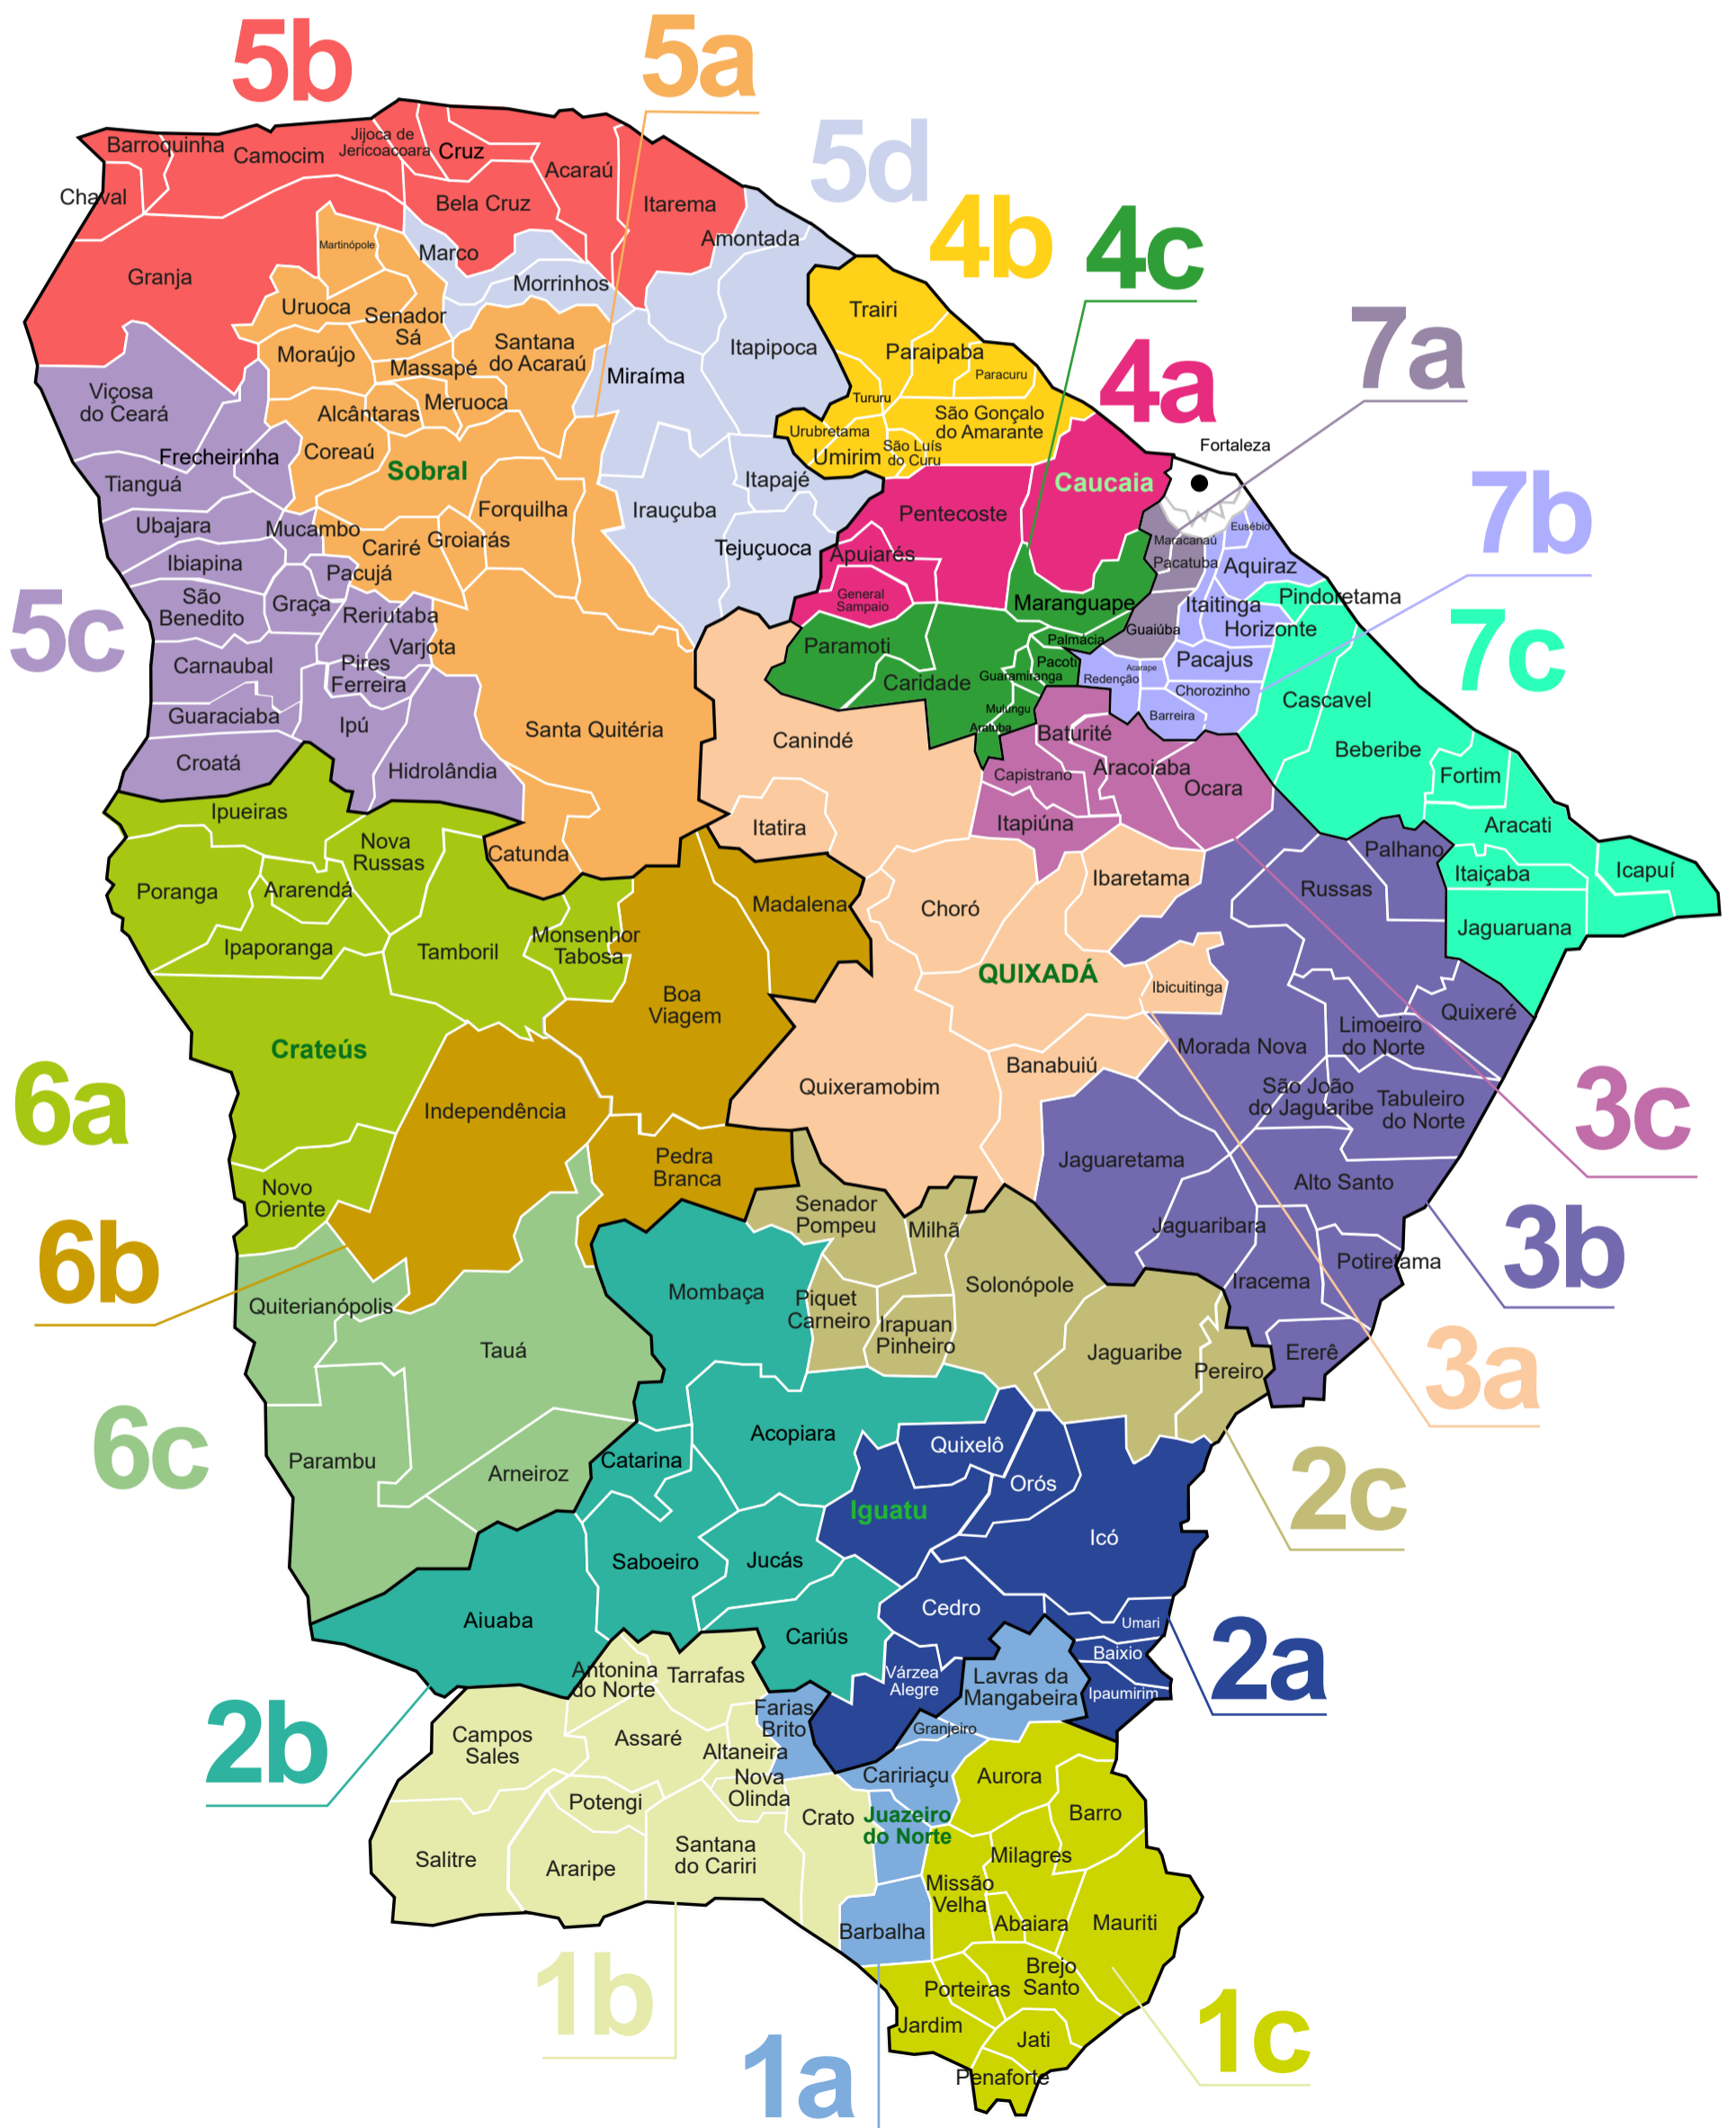 5b
5a
5d
4b
4c
4a
7a
7b
7c
5c
6a
6b
6c
3c
3b
3a
2c
2a
2b
1b
1a
1c
Barroquinha
Camocim
Jijoca de
Jericoacoara
Cruz
Acaraú
Chaval
Bela Cruz
Itarema
Granja
Martinópole
Marco
Amontada
Morrinhos
Uruoca
Senador
Sá
Moraújo
Massapé
Santana
do Acaraú
Miraíma
Itapipoca
Trairi
Paraipaba
Paracuru
Tururu
São Gonçalo
do Amarante
Urubretama
Umirim
São Luís
do Curu
Viçosa
do Ceará
Alcântaras
Meruoca
Frecheirinha
Coreaú
Sobral
Tianguá
Ubajara
Mucambo
Forquilha
Irauçuba
Itapajé
Tejuçuoca
Pentecoste
Caucaia
Fortaleza
Apuiarés
General
Sampaio
Maranguape
Maracanaú
Pacatuba
Eusébio
Aquiraz
Pindoretama
Itaitinga
Horizonte
Guaiúba
Ibiapina
Cariré
Groiarás
Pacujá
São
Benedito
Graça
Reriutaba
Varjota
Carnaubal
Pires
Ferreira
Guaraciaba
Ipú
Croatá
Hidrolândia
Santa Quitéria
Paramoti
Caridade
Palmácia
Pacoti
Guaramiranga
Mulungu
Aratuba
Redenção
Acarape
Pacajus
Chorozinho
Barreira
Cascavel
Beberibe
Fortim
Aracati
Icapuí
Itaiçaba
Jaguaruana
Canindé
Itatira
Baturité
Capistrano
Aracoiaba
Ocara
Itapiúna
Ipueiras
Nova
Russas
Catunda
Poranga
Ararendá
Ipaporanga
Tamboril
Monsenhor
Tabosa
Madalena
Choró
Ibaretama
Palhano
Russas
Boa
Viagem
QUIXADÁ
Ibicuitinga
Quixeré
Limoeiro
do Norte
Morada Nova
Crateús
Banabuiú
Quixeramobim
São João
do Jaguaribe
Tabuleiro
do Norte
Independência
Pedra
Branca
Jaguaretama
Alto Santo
Novo
Oriente
Senador
Pompeu
Milhã
Jaguaribara
Potiretama
Iracema
Quiterianópolis
Mombaça
Piquet
Carneiro
Irapuan
Pinheiro
Solonópole
Tauá
Jaguaribe
Pereiro
Ererê
Parambu
Arneiroz
Catarina
Acopiara
Quixelô
Orós
Iguatu
Icó
Saboeiro
Jucás
Aiuaba
Cariús
Cedro
Umari
Baixio
Ipaumirim
Várzea
Alegre
Lavras da
Mangabeira
Antonina
do Norte
Tarrafas
Farias
Brito
Granjeiro
Campos
Sales
Assaré
Altaneira
Nova
Olinda
Caririaçu
Aurora
Barro
Potengi
Crato
Juazeiro
do Norte
Salitre
Araripe
Santana
do Cariri
Milagres
Missão
Velha
Abaiara
Mauriti
Barbalha
Brejo
Santo
Porteiras
Jardim
Jati
Penaforte